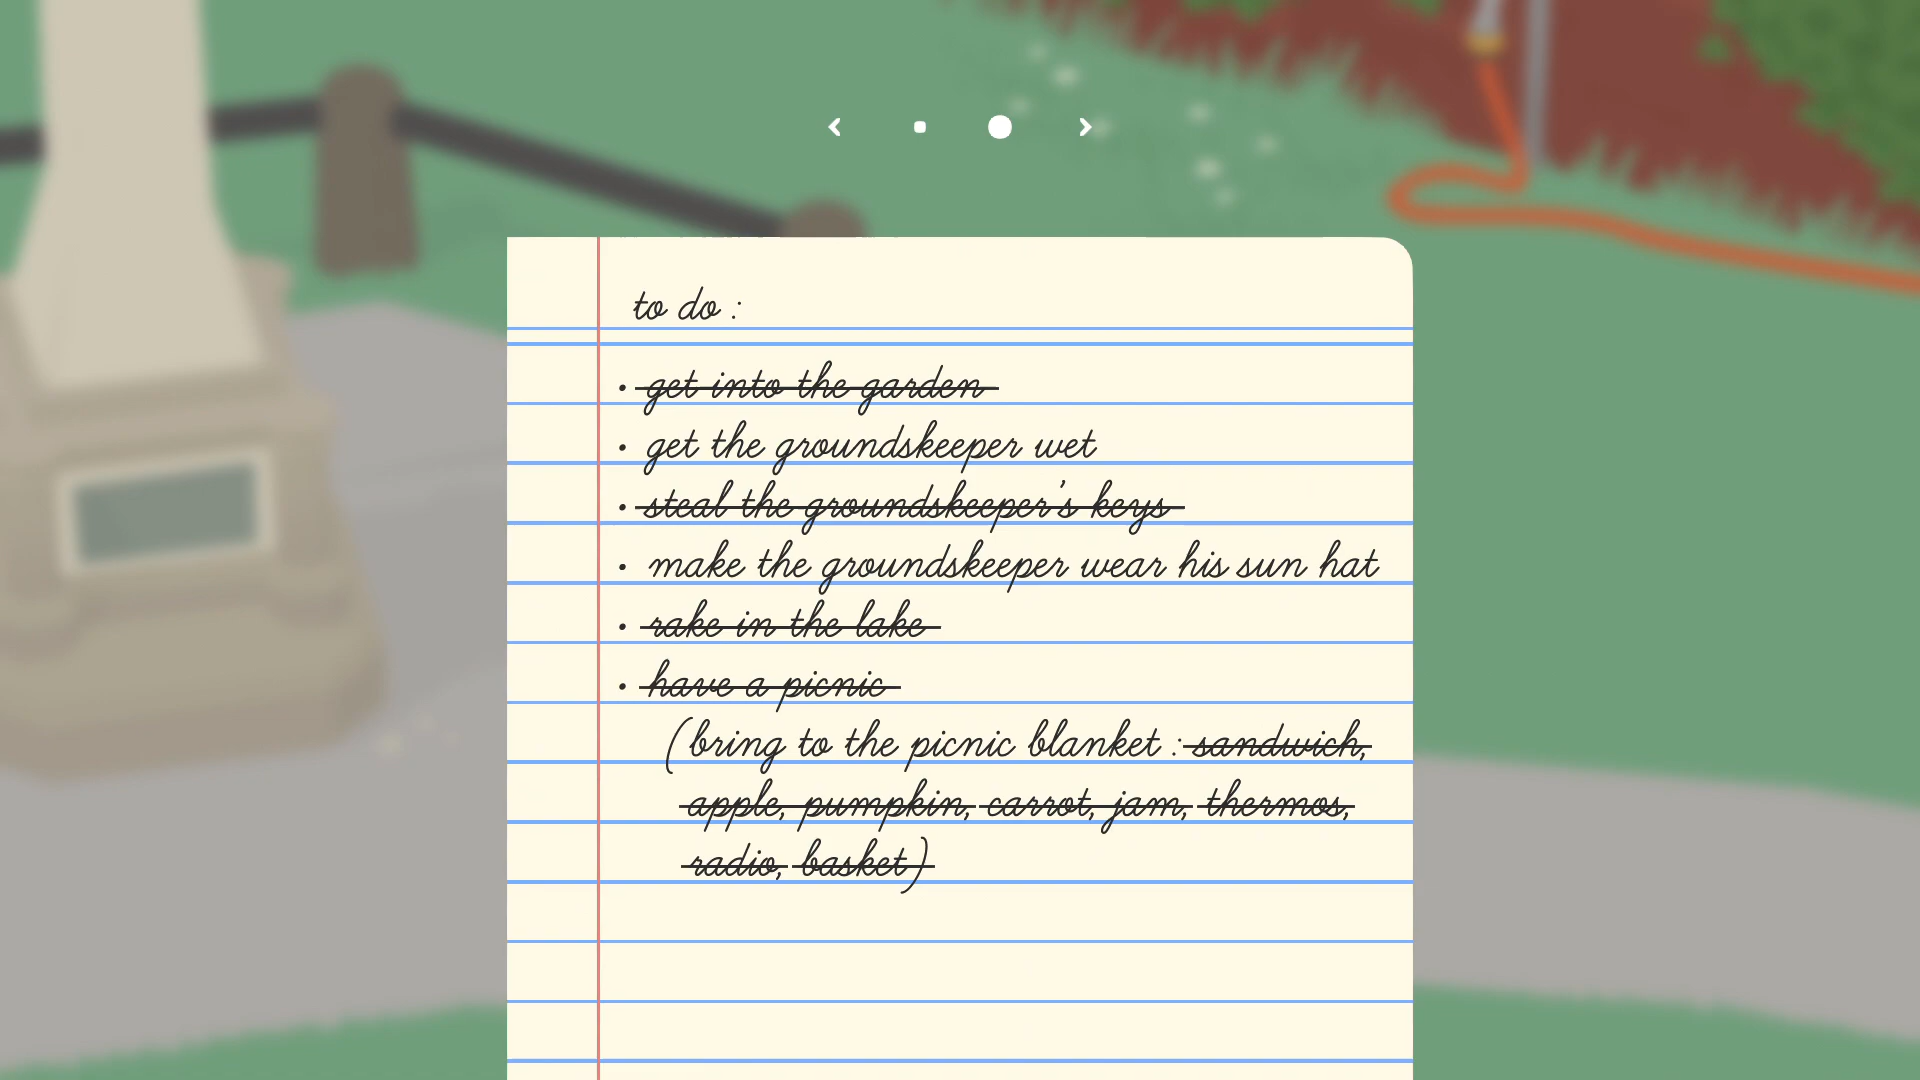 to do :
• get into the garden
• get the groundskeeper wet
• steal the groundskeeper's keys
• make the groundskeeper wear his sun hat
• rake in the lake
• have a picnic
(bring to the picnic blanket : sandwich,
apple, pumpkin, carrot, jam, thermos,
radio, basket)